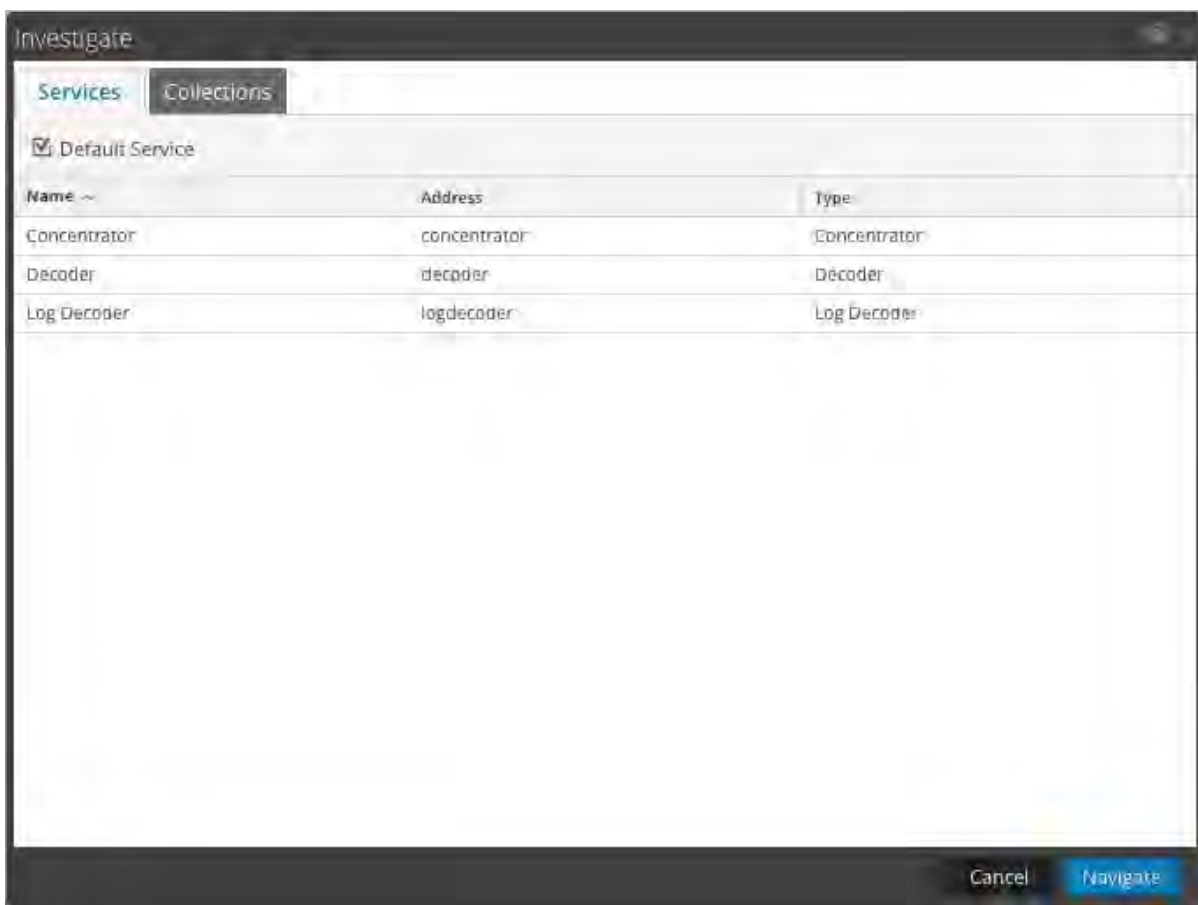 Investigate
Services Collections
Default Service
Name Address Type
Concentrator concentrator Concentrator
Decoder decoder Decoder
Log Decoder logdecoder Log Decoder
Cancel Navigate